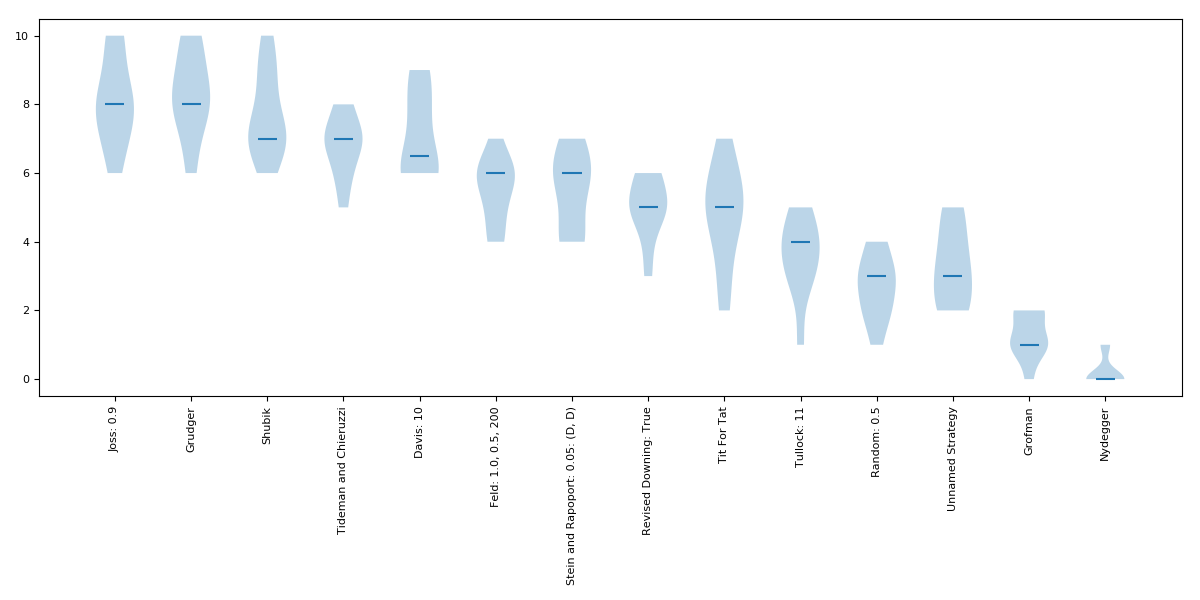 10
8
6
4
2
0
Joss: 0.9
Grudger
Shubik
Tideman and Chieruzzi
Davis: 10
Feld: 1.0, 0.5, 200
Stein and Rapoport: 0.05: (D, D)
Revised Downing: True
Tit For Tat
Tullock: 11
Random: 0.5
Unnamed Strategy
Grofman
Nydegger